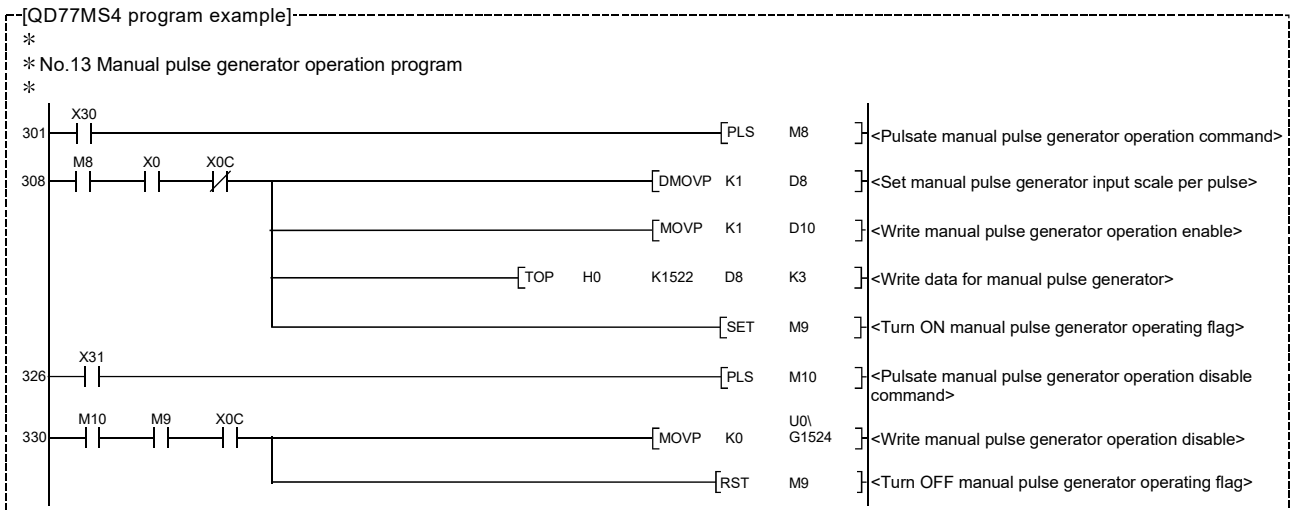 [QD77MS4 program example]
*
* No.13 Manual pulse generator operation program
*
X30
301 [PLS M8 ] <Pulsate manual pulse generator operation command>
M8 X0 X0C
308 [DMOVP K1 D8 ] <Set manual pulse generator input scale per pulse>
[MOVP K1 D10 ] <Write manual pulse generator operation enable>
[TOP H0 K1522 D8 K3 ] <Write data for manual pulse generator>
[SET M9 ] <Turn ON manual pulse generator operating flag>
X31
326 [PLS M10 ] <Pulsate manual pulse generator operation disable
command>
M10 M9 X0C U0\
330 [MOVP K0 G1524 ] <Write manual pulse generator operation disable>
[RST M9 ] <Turn OFF manual pulse generator operating flag>